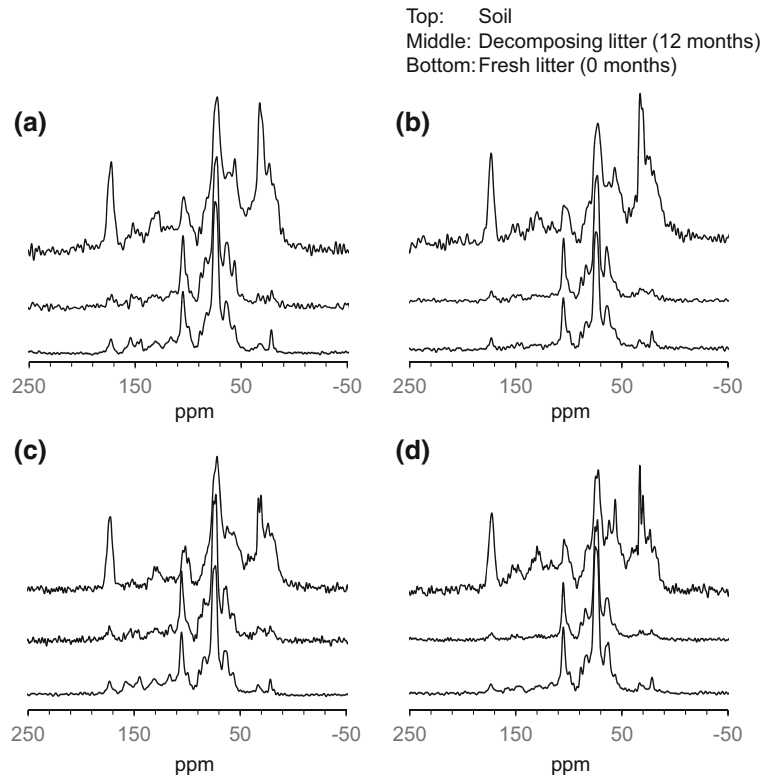 Top: Soil
Middle: Decomposing litter (12 months)
Bottom: Fresh litter (0 months)
(a)
(b)
250 150 50 -50
ppm
250 150 50 -50
ppm
(c)
(d)
250 150 50 -50
ppm
250 150 50 -50
ppm